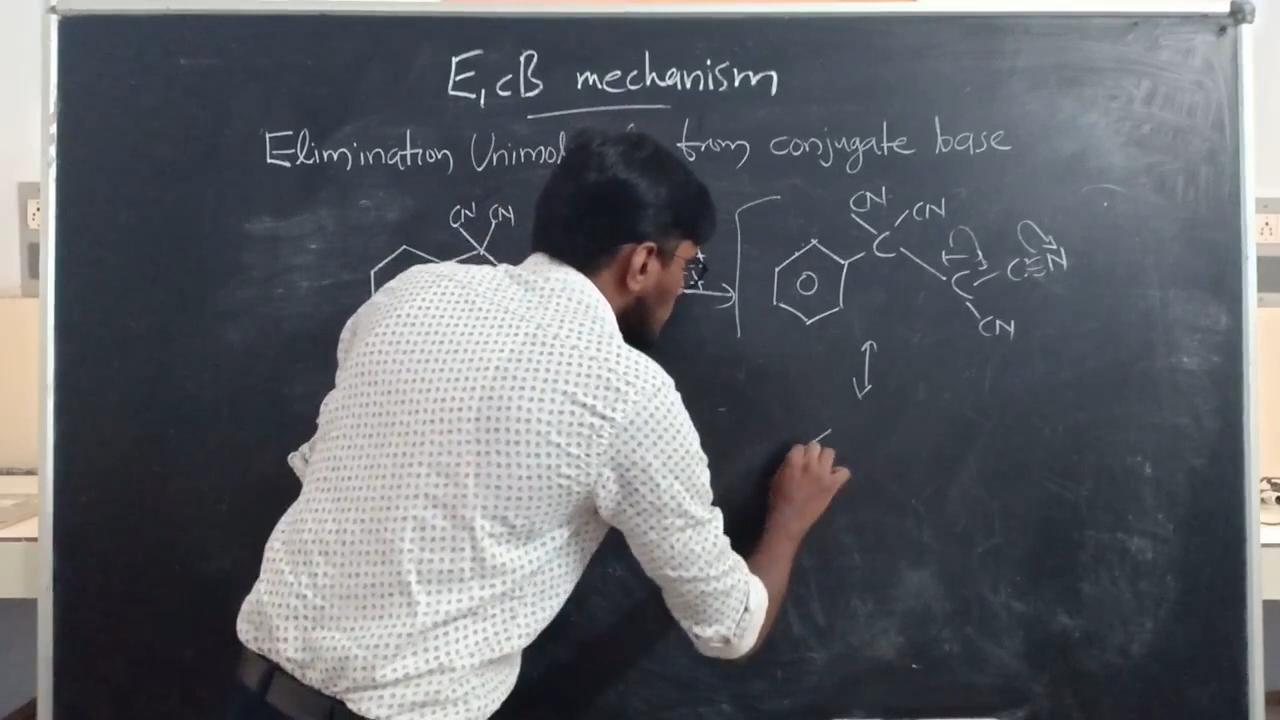 E1cB mechanism
Elimination Unimol from conjugate base
CN CN
CN
CN
C
C
C≡N
CN